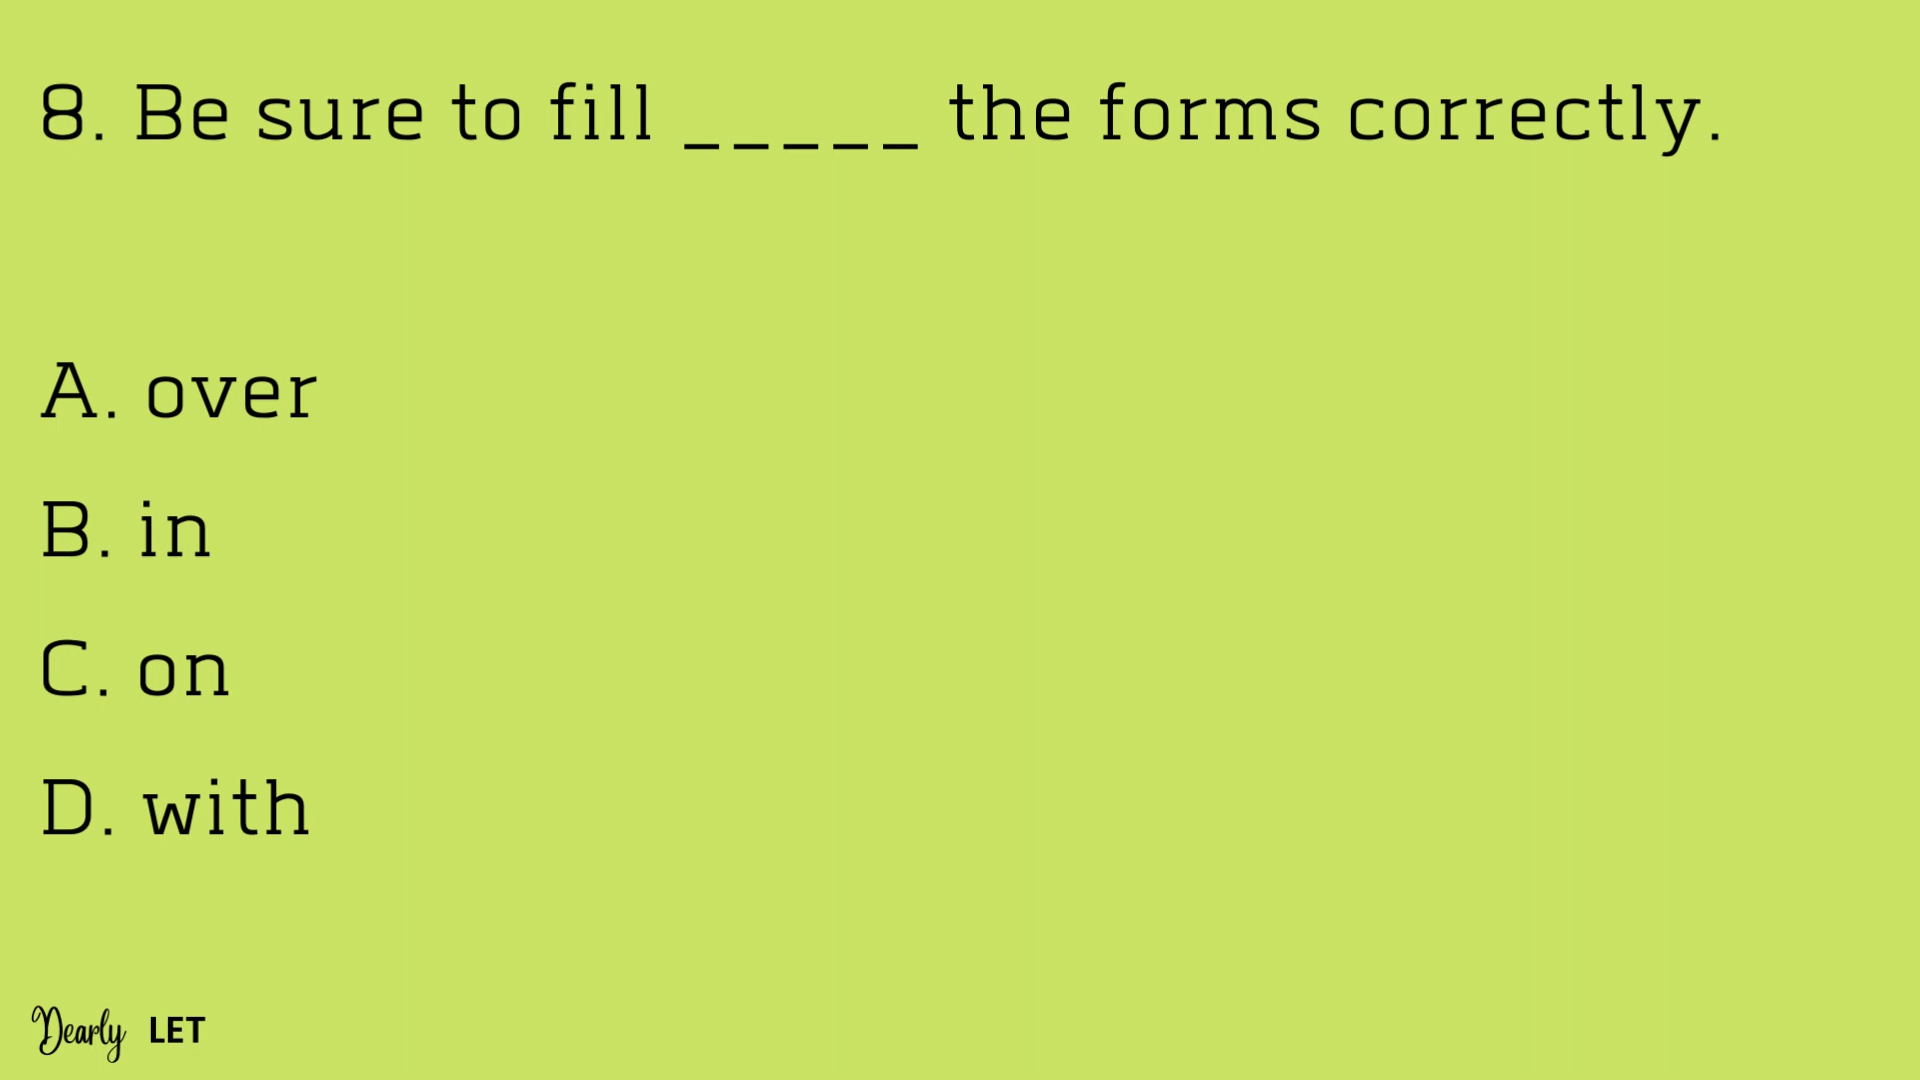 8. Be sure to fill _____ the forms correctly.
A. over
B. in
C. on
D. with
Dearly LET